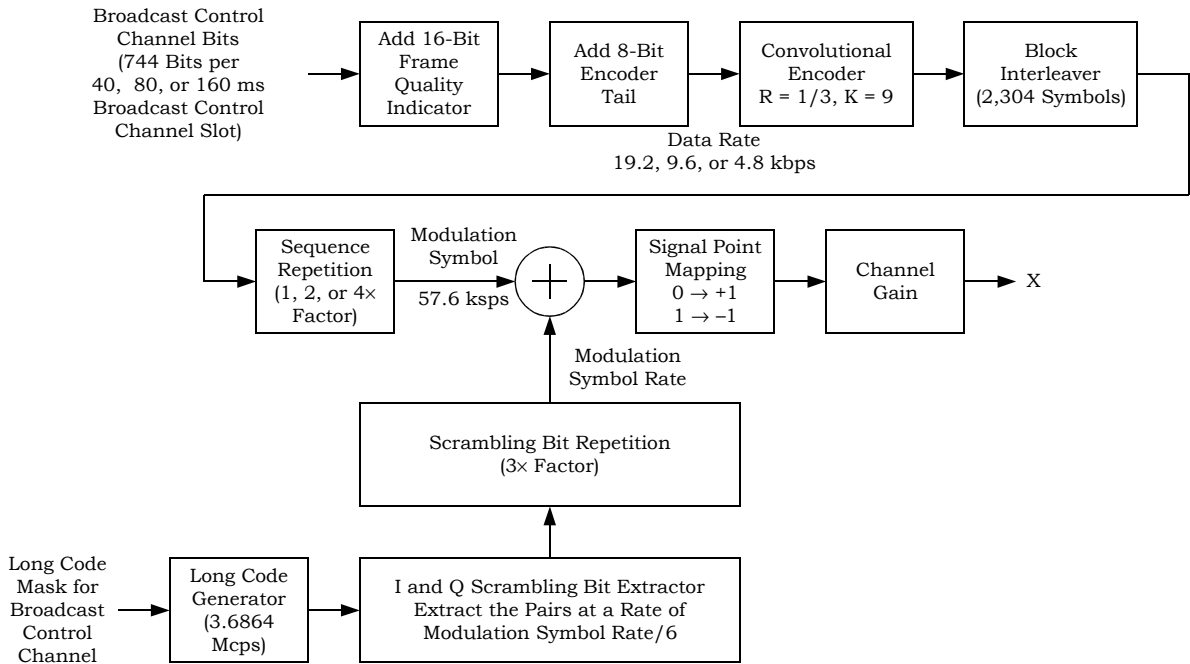 Broadcast Control
Channel Bits
(744 Bits per
40, 80, or 160 ms
Broadcast Control
Channel Slot)
Add 16-Bit
Frame
Quality
Indicator
Add 8-Bit
Encoder
Tail
Convolutional
Encoder
R = 1/3, K = 9
Block
Interleaver
(2,304 Symbols)
Data Rate
19.2, 9.6, or 4.8 kbps
Sequence
Repetition
(1, 2, or 4×
Factor)
Modulation
Symbol
57.6 ksps
+
Signal Point
Mapping
0 → +1
1 → –1
Channel
Gain
X
Modulation
Symbol Rate
Scrambling Bit Repetition
(3× Factor)
Long Code
Mask for
Broadcast
Control
Channel
Long Code
Generator
(3.6864
Mcps)
I and Q Scrambling Bit Extractor
Extract the Pairs at a Rate of
Modulation Symbol Rate/6